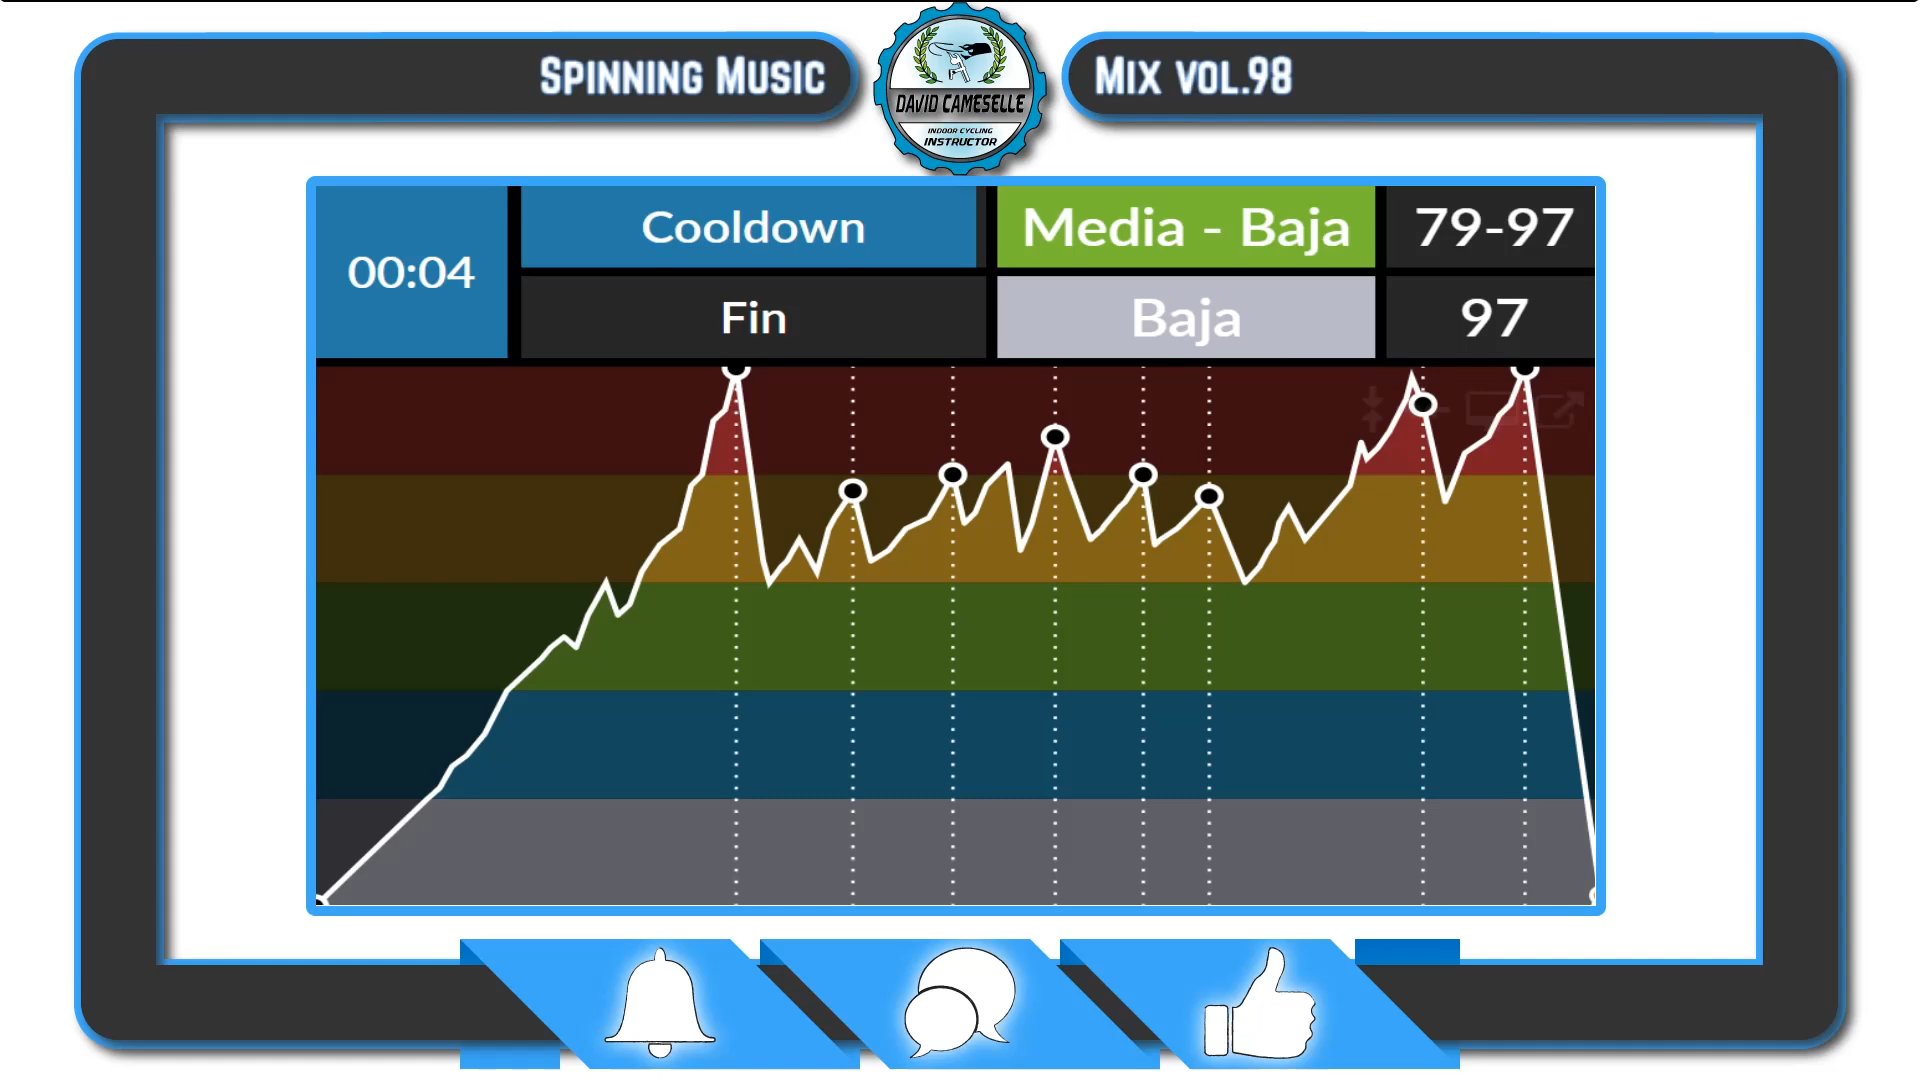 SPINNING MUSIC
MIX VOL.98
DAVID CAMESELLE
INDOOR CYCLING
INSTRUCTOR
00:04
Cooldown
Media - Baja
79-97
Fin
Baja
97